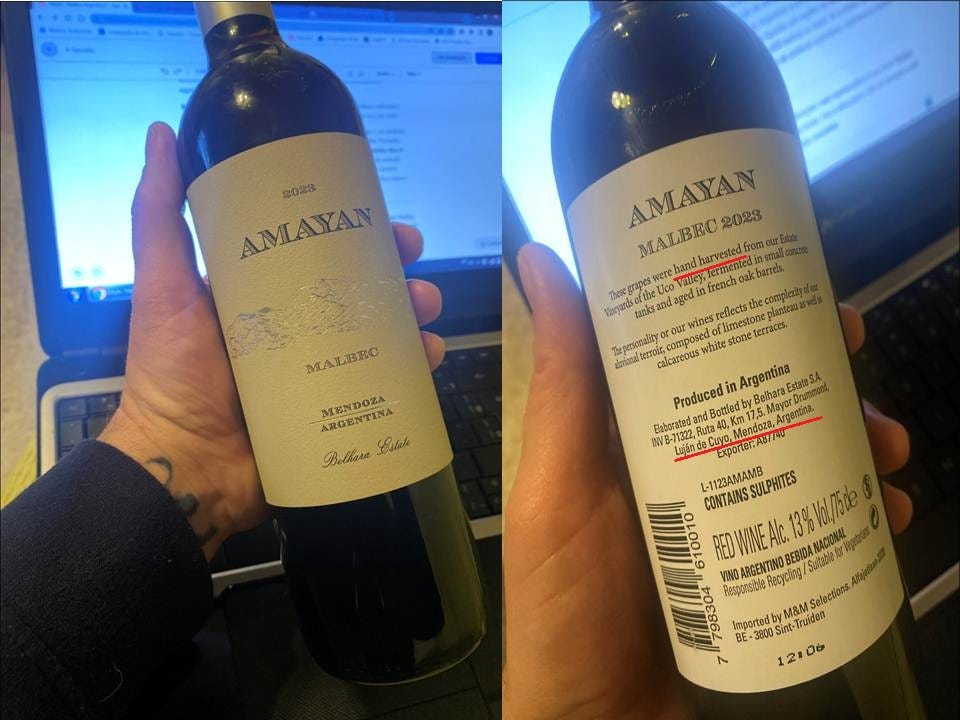 2023
AMAYAN
MALBEC
MENDOZA
ARGENTINA
Belhara Estate
AMAYAN
MALBEC 2023
These grapes were hand harvested from our Estate
Vineyards of the Uco Valley, fermented in small concrete
tanks and aged in french oak barrels.
The personality or our wines reflects the complexity of our
alluvional terroir, composed of limestone planteau as well as
calcareous white stone terraces.
Produced in Argentina
Elaborated and Bottled by Belhara Estate S.A.
INV B-71322, Ruta 40, Km 17,5. Mayor Drummond,
Luján de Cuyo, Mendoza, Argentina.
Exporter: A87740
L-1123AMAMB
CONTAINS SULPHITES
RED WINE Alc. 13% Vol./75 cle
VINO ARGENTINO BEBIDA NACIONAL
Responsible Recycling / Suitable for Vegetarians
Imported by M&M Selections.
BE - 3800 Sint-Truiden
7 798304 610010
12:06